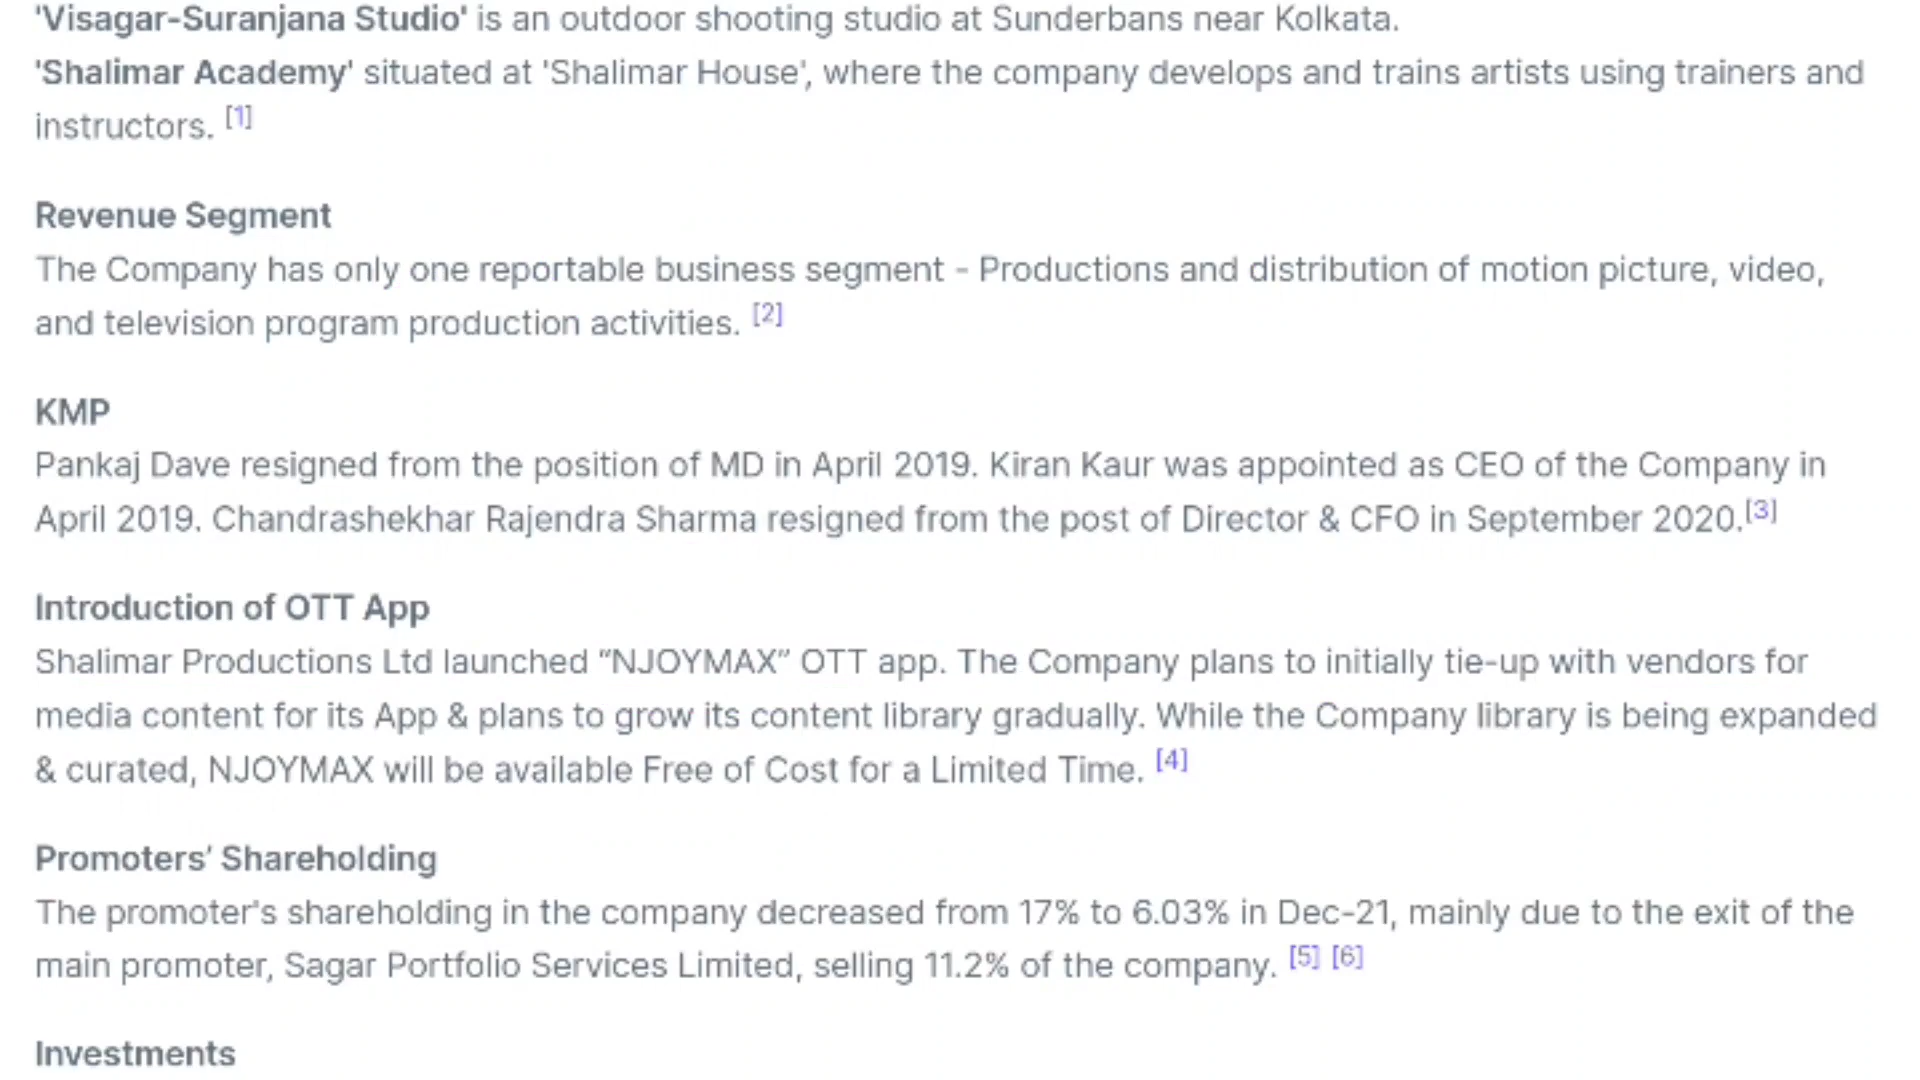 'Visagar-Suranjana Studio' is an outdoor shooting studio at Sunderbans near Kolkata.
'Shalimar Academy' situated at 'Shalimar House', where the company develops and trains artists using trainers and
instructors. [1]
Revenue Segment
The Company has only one reportable business segment - Productions and distribution of motion picture, video,
and television program production activities. [2]
KMP
Pankaj Dave resigned from the position of MD in April 2019. Kiran Kaur was appointed as CEO of the Company in
April 2019. Chandrashekhar Rajendra Sharma resigned from the post of Director & CFO in September 2020.[3]
Introduction of OTT App
Shalimar Productions Ltd launched “NJOYMAX” OTT app. The Company plans to initially tie-up with vendors for
media content for its App & plans to grow its content library gradually. While the Company library is being expanded
& curated, NJOYMAX will be available Free of Cost for a Limited Time. [4]
Promoters’ Shareholding
The promoter's shareholding in the company decreased from 17% to 6.03% in Dec-21, mainly due to the exit of the
main promoter, Sagar Portfolio Services Limited, selling 11.2% of the company. [5] [6]
Investments